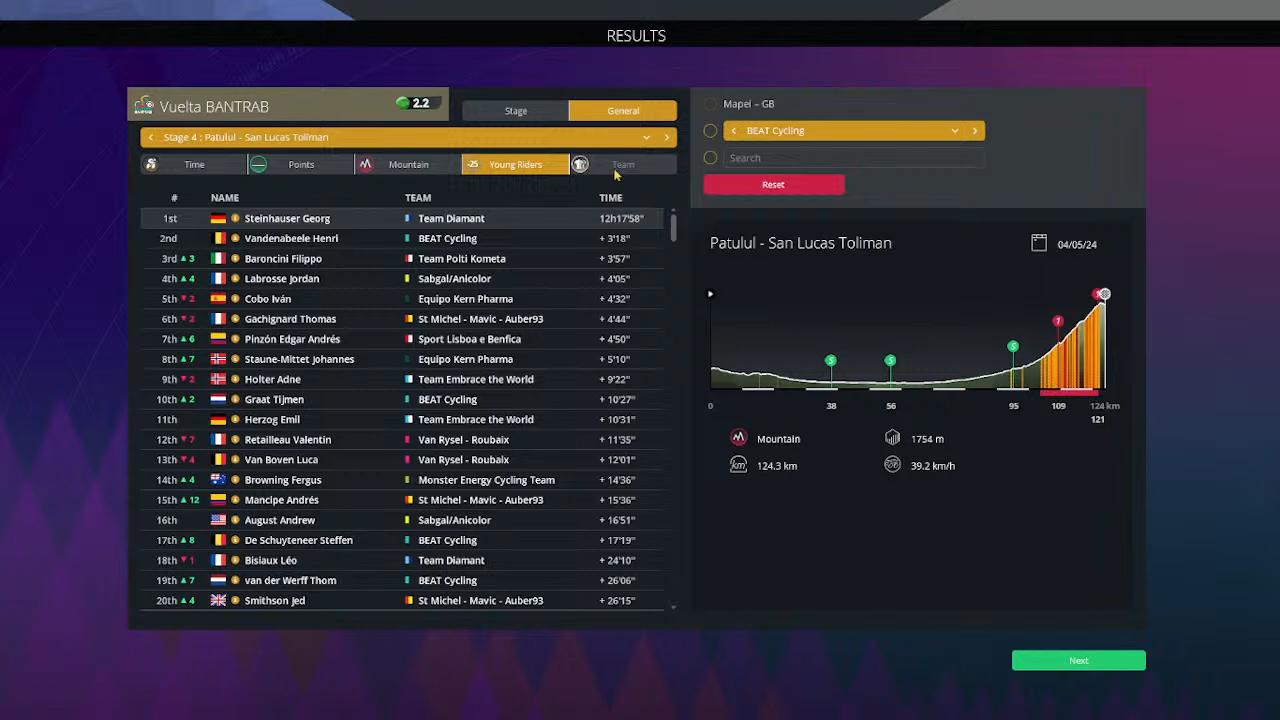 RESULTS
Vuelta BANTRAB 2.2 Stage General
Stage 4 : Patulul - San Lucas Toliman
Time Points Mountain -25 Young Riders Team
# NAME TEAM TIME
1st Steinhauser Georg Team Diamant 12h17'58"
2nd Vandenabeele Henri BEAT Cycling + 3'18"
3rd 3 Baroncini Filippo Team Polti Kometa + 3'57"
4th 4 Labrosse Jordan Sabgal/Anicolor + 4'05"
5th 2 Cobo Iván Equipo Kern Pharma + 4'32"
6th 2 Gachignard Thomas St Michel - Mavic - Auber93 + 4'44"
7th 6 Pinzón Edgar Andrés Sport Lisboa e Benfica + 4'50"
8th 7 Staune-Mittet Johannes Equipo Kern Pharma + 5'10"
9th 2 Holter Adne Team Embrace the World + 9'22"
10th 2 Graat Tijmen BEAT Cycling + 10'27"
11th Herzog Emil Team Embrace the World + 10'31"
12th 7 Retailleau Valentin Van Rysel - Roubaix + 11'35"
13th 4 Van Boven Luca Van Rysel - Roubaix + 12'01"
14th 4 Browning Fergus Monster Energy Cycling Team + 14'36"
15th 12 Mancipe Andrés St Michel - Mavic - Auber93 + 15'36"
16th August Andrew Sabgal/Anicolor + 16'51"
17th 8 De Schuyteneer Steffen BEAT Cycling + 17'19"
18th 1 Bisiaux Léo Team Diamant + 24'10"
19th 7 van der Werff Thom BEAT Cycling + 26'06"
20th 4 Smithson Jed St Michel - Mavic - Auber93 + 26'15"
Mapei – GB
BEAT Cycling
Search
Reset
Patulul - San Lucas Toliman 04/05/24
1
1
S S S
0 38 56 95 109 124 km
121
Mountain 1754 m
km 124.3 km 39.2 km/h
Next